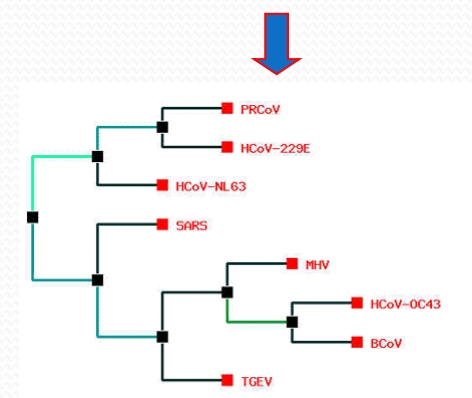 PRCoV
HCoV-229E
HCoV-NL63
SARS
MHV
HCoV-OC43
BCoV
TGEV